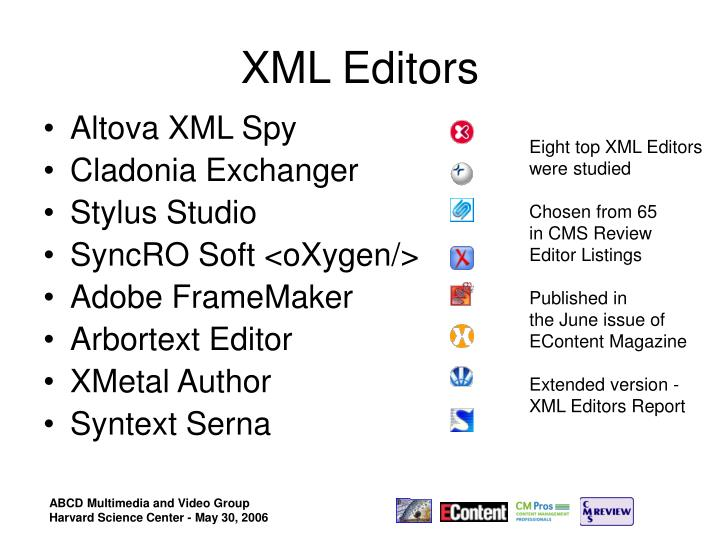 XML Editors
• Altova XML Spy
• Cladonia Exchanger
• Stylus Studio
• SyncRO Soft <oXygen/>
• Adobe FrameMaker
• Arbortext Editor
• XMetal Author
• Syntext Serna
Eight top XML Editors
were studied
Chosen from 65
in CMS Review
Editor Listings
Published in
the June issue of
EContent Magazine
Extended version -
XML Editors Report
ABCD Multimedia and Video Group
Harvard Science Center - May 30, 2006
EContent
CM Pros
CONTENT MANAGEMENT
PROFESSIONALS
CMS REVIEW